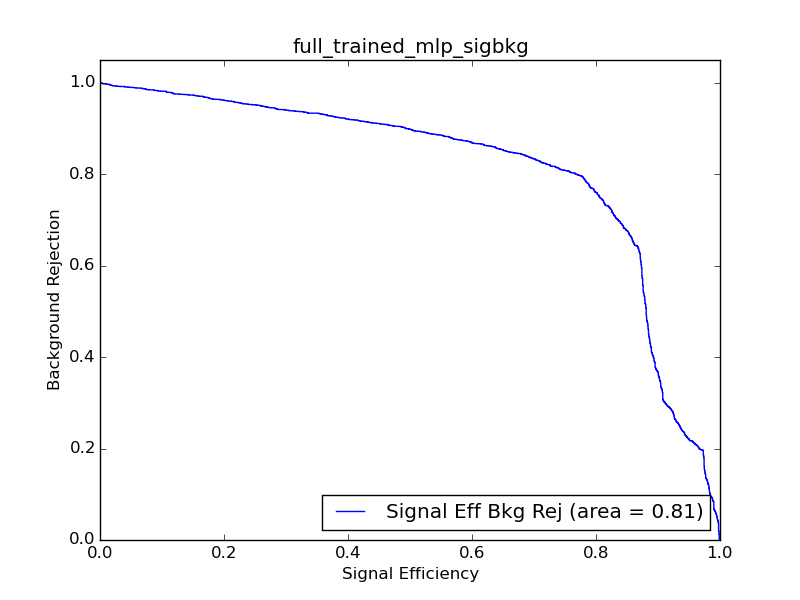 full_trained_mlp_sigbkg
1.0
0.8
0.6
0.4
0.2
0.0
Background Rejection
Signal Eff Bkg Rej (area = 0.81)
0.0 0.2 0.4 0.6 0.8 1.0
Signal Efficiency